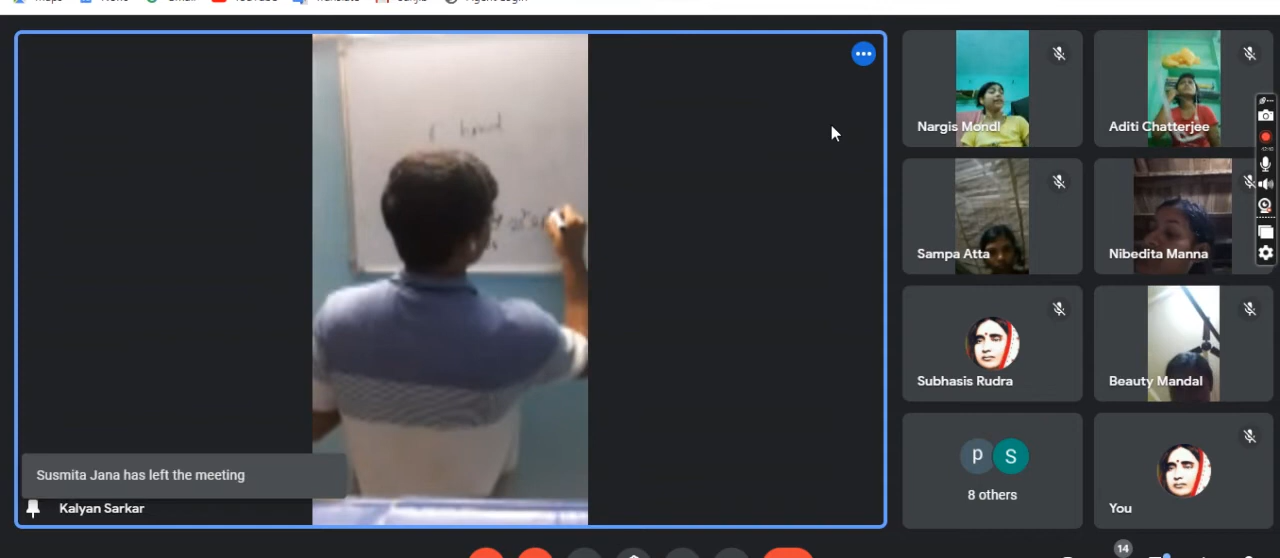 Susmita Jana has left the meeting
Kalyan Sarkar
Nargis Mondl
Aditi Chatterjee
Sampa Atta
Nibedita Manna
Subhasis Rudra
Beauty Mandal
P S
8 others
You
14